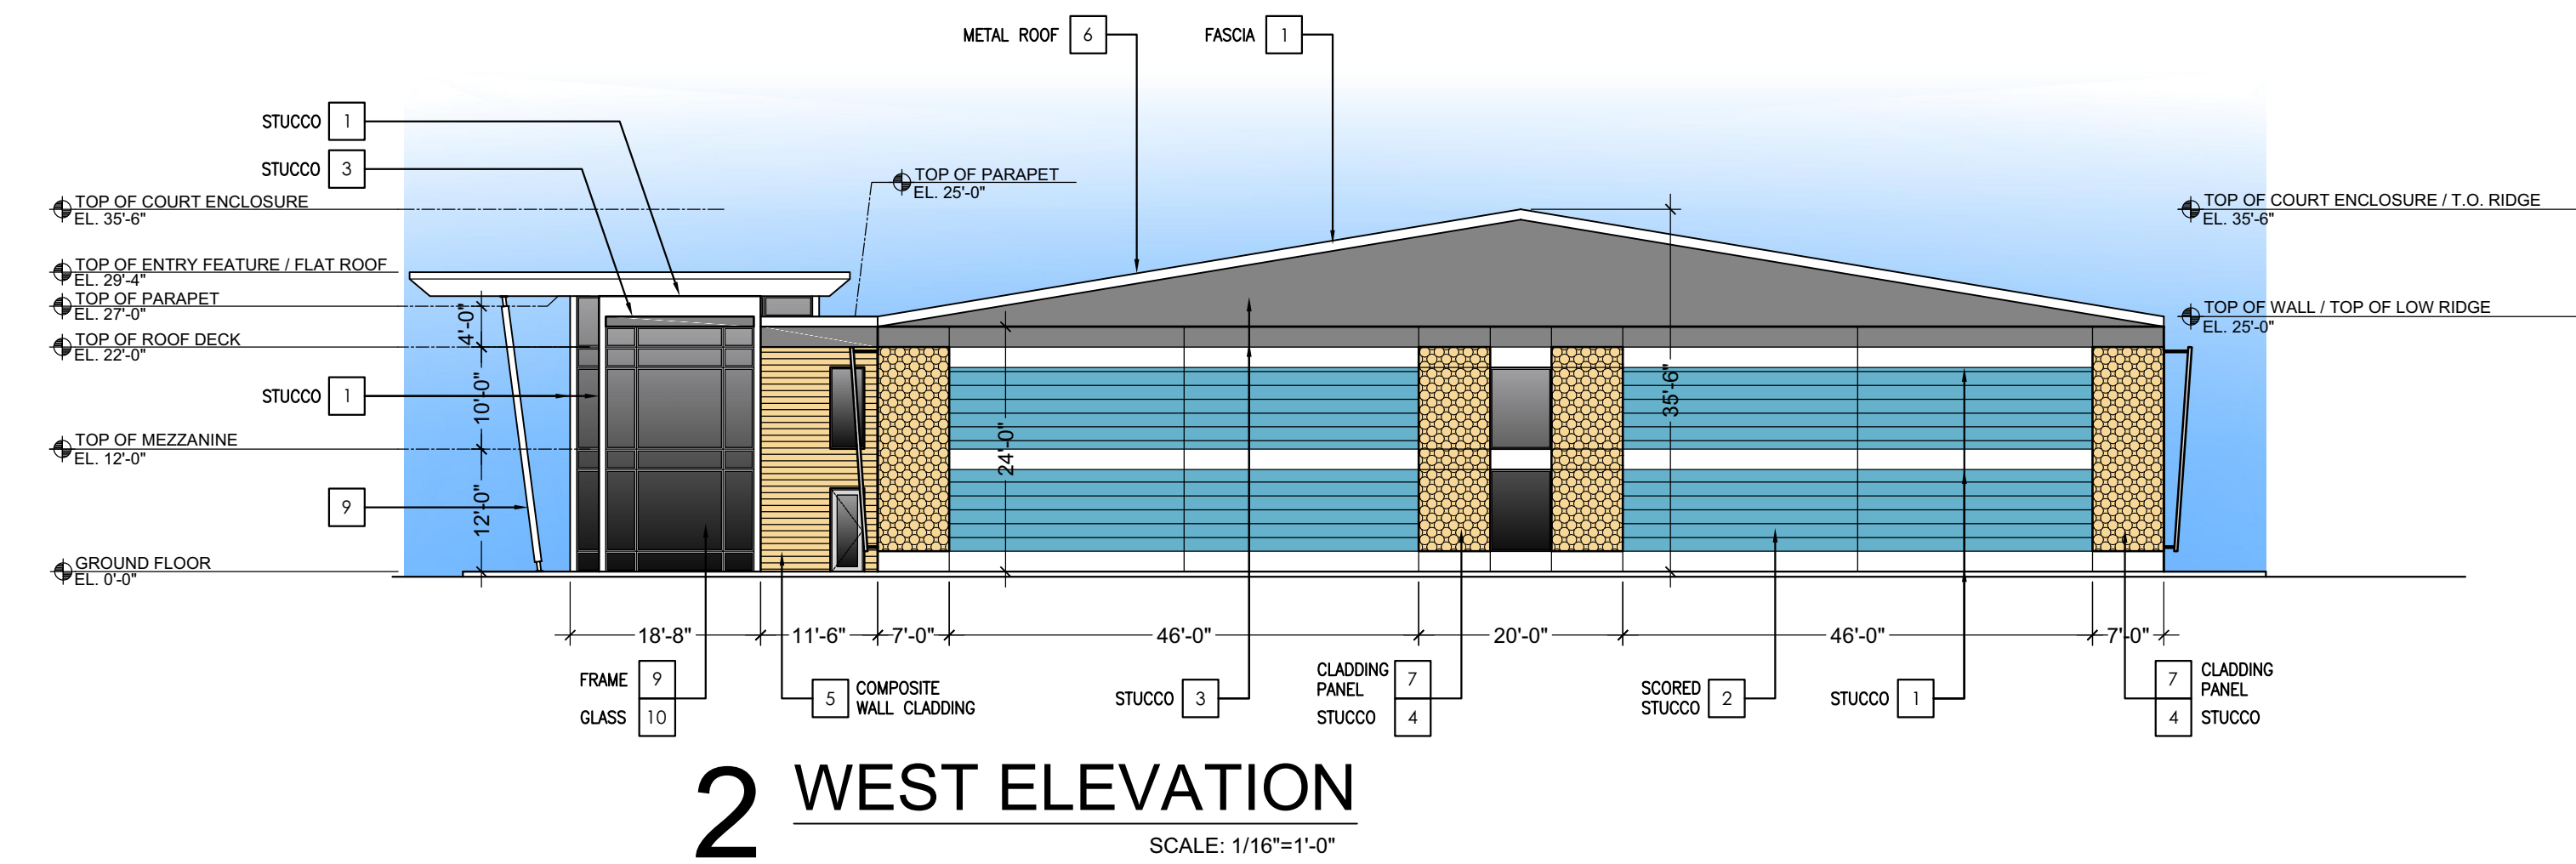 METAL ROOF 6
FASCIA 1
STUCCO 1
STUCCO 3
TOP OF PARAPET
EL. 25'-0"
TOP OF COURT ENCLOSURE
EL. 35'-6"
TOP OF COURT ENCLOSURE / T.O. RIDGE
EL. 35'-6"
TOP OF ENTRY FEATURE / FLAT ROOF
EL. 29'-4"
TOP OF PARAPET
EL. 27'-0"
TOP OF WALL / TOP OF LOW RIDGE
EL. 25'-0"
TOP OF ROOF DECK
EL. 22'-0"
STUCCO 1
TOP OF MEZZANINE
EL. 12'-0"
9
GROUND FLOOR
EL. 0'-0"
4'-0"
10'-0"
12'-0"
24'-0"
35'-6"
18'-8" 11'-6" 7'-0" 46'-0" 20'-0" 46'-0" 7'-0"
FRAME 9
GLASS 10
5 COMPOSITE
WALL CLADDING
STUCCO 3
CLADDING
PANEL 7
STUCCO 4
SCORED
STUCCO 2
STUCCO 1
7 CLADDING
PANEL
4 STUCCO
2 WEST ELEVATION
SCALE: 1/16"=1'-0"